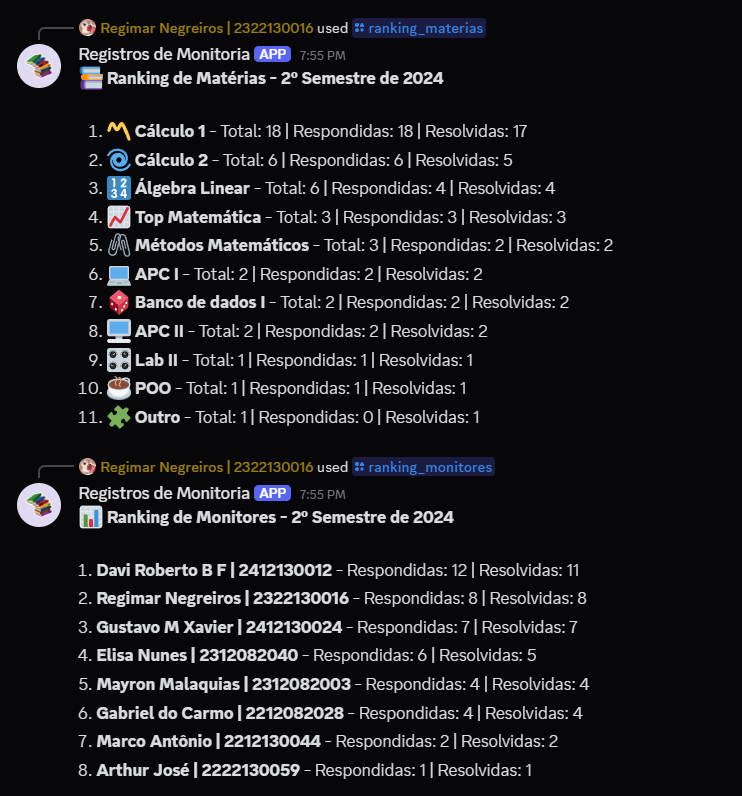 Regimar Negreiros | 2322130016 used ranking_materias
Registros de Monitoria APP 7:55 PM
Ranking de Matérias - 2º Semestre de 2024
1. Cálculo 1 - Total: 18 | Respondidas: 18 | Resolvidas: 17
2. Cálculo 2 - Total: 6 | Respondidas: 6 | Resolvidas: 5
3. Álgebra Linear - Total: 6 | Respondidas: 4 | Resolvidas: 4
4. Top Matemática - Total: 3 | Respondidas: 3 | Resolvidas: 3
5. Métodos Matemáticos - Total: 3 | Respondidas: 2 | Resolvidas: 2
6. APC I - Total: 2 | Respondidas: 2 | Resolvidas: 2
7. Banco de dados I - Total: 2 | Respondidas: 2 | Resolvidas: 2
8. APC II - Total: 2 | Respondidas: 2 | Resolvidas: 2
9. Lab II - Total: 1 | Respondidas: 1 | Resolvidas: 1
10. POO - Total: 1 | Respondidas: 1 | Resolvidas: 1
11. Outro - Total: 1 | Respondidas: 0 | Resolvidas: 1
Regimar Negreiros | 2322130016 used ranking_monitores
Registros de Monitoria APP 7:55 PM
Ranking de Monitores - 2º Semestre de 2024
1. Davi Roberto B F | 2412130012 - Respondidas: 12 | Resolvidas: 11
2. Regimar Negreiros | 2322130016 - Respondidas: 8 | Resolvidas: 8
3. Gustavo M Xavier | 2412130024 - Respondidas: 7 | Resolvidas: 7
4. Elisa Nunes | 2312082040 - Respondidas: 6 | Resolvidas: 5
5. Mayron Malaquias | 2312082003 - Respondidas: 4 | Resolvidas: 4
6. Gabriel do Carmo | 2212082028 - Respondidas: 4 | Resolvidas: 4
7. Marco Antônio | 2212130044 - Respondidas: 2 | Resolvidas: 2
8. Arthur José | 2222130059 - Respondidas: 1 | Resolvidas: 1